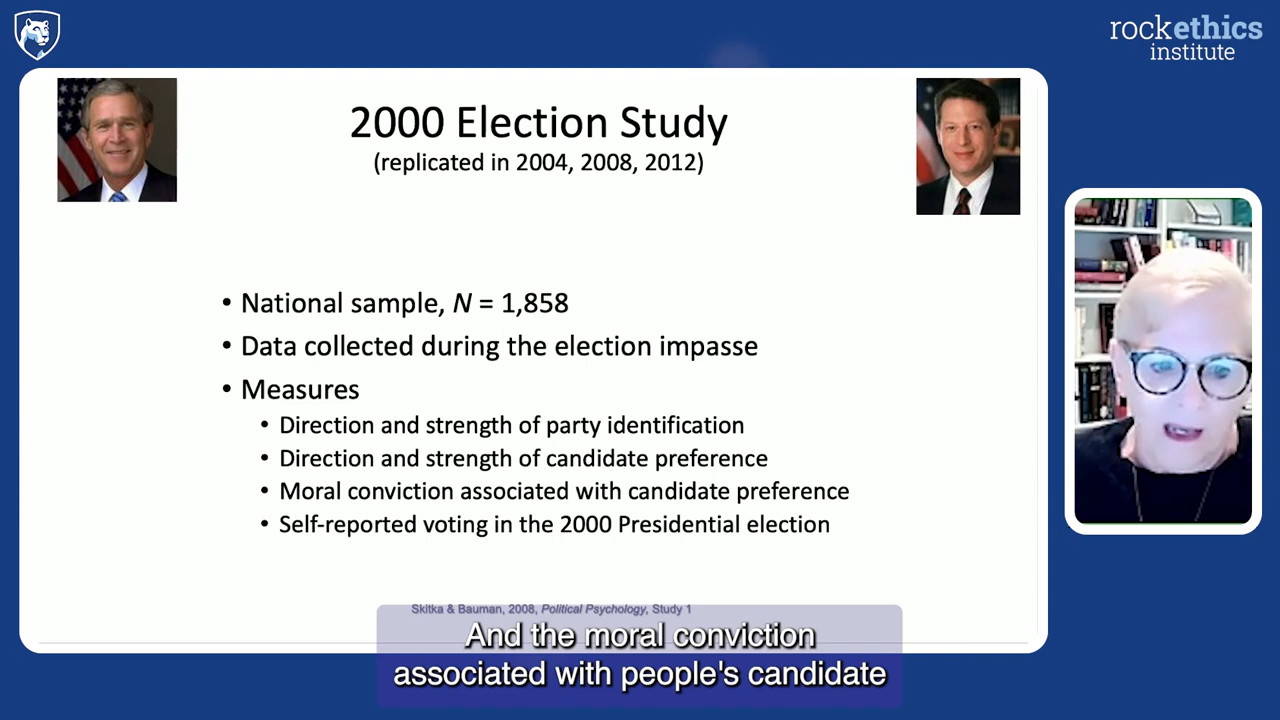 rockethics
institute
2000 Election Study
(replicated in 2004, 2008, 2012)
• National sample, N = 1,858
• Data collected during the election impasse
• Measures
• Direction and strength of party identification
• Direction and strength of candidate preference
• Moral conviction associated with candidate preference
• Self-reported voting in the 2000 Presidential election
Skitka & Bauman, 2008, Political Psychology, Study 1
And the moral conviction
associated with people's candidate